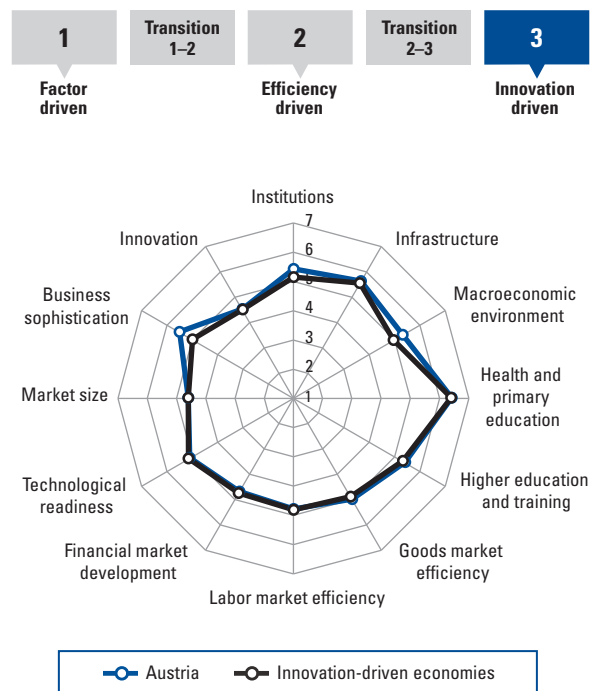 1
Transition
1–2
2
Transition
2–3
3
Factor
driven
Efficiency
driven
Innovation
driven
Institutions
7
Innovation
6
Infrastructure
5
Business
sophistication
4
Macroeconomic
environment
3
2
Market size
1
Health and
primary
education
Technological
readiness
Higher education
and training
Financial market
development
Goods market
efficiency
Labor market efficiency
Austria
Innovation-driven economies